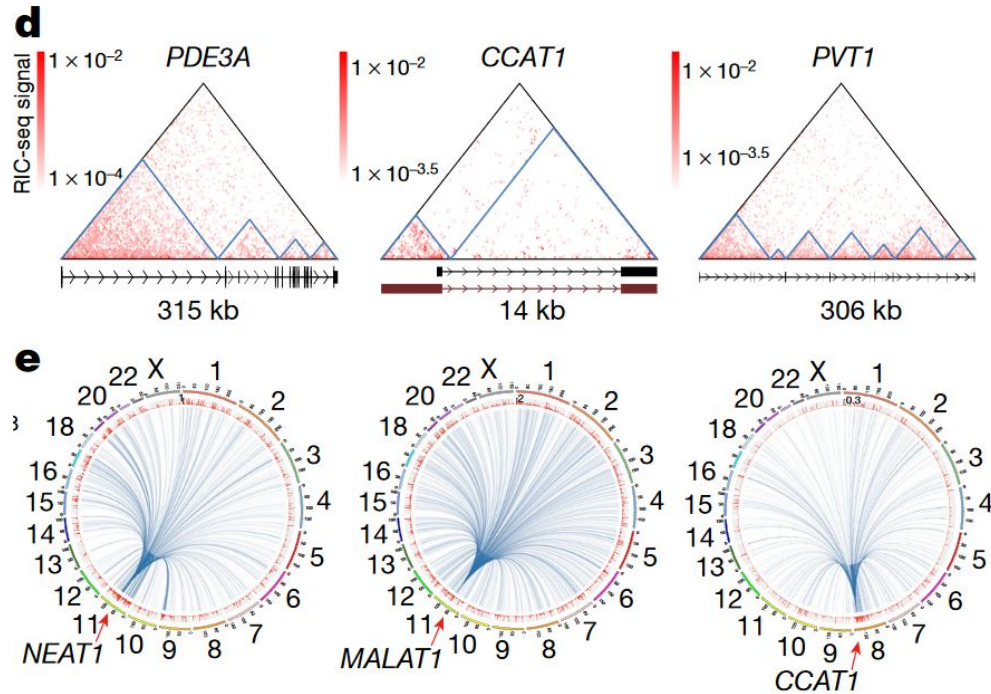 d
PDE3A
CCAT1
PVT1
RIC-seq signal
1 × 10⁻²
1 × 10⁻⁴
1 × 10⁻²
1 × 10⁻³·⁵
1 × 10⁻²
1 × 10⁻³·⁵
315 kb
14 kb
306 kb
e
X 1 2 3 4 5 6 7 8 9 10 11 12 13 14 15 16 18 20 22
1
NEAT1
X 1 2 3 4 5 6 7 8 9 10 11 12 13 14 15 16 18 20 22
2
MALAT1
X 1 2 3 4 5 6 7 8 9 10 11 12 13 14 15 16 18 20 22
0.3
CCAT1